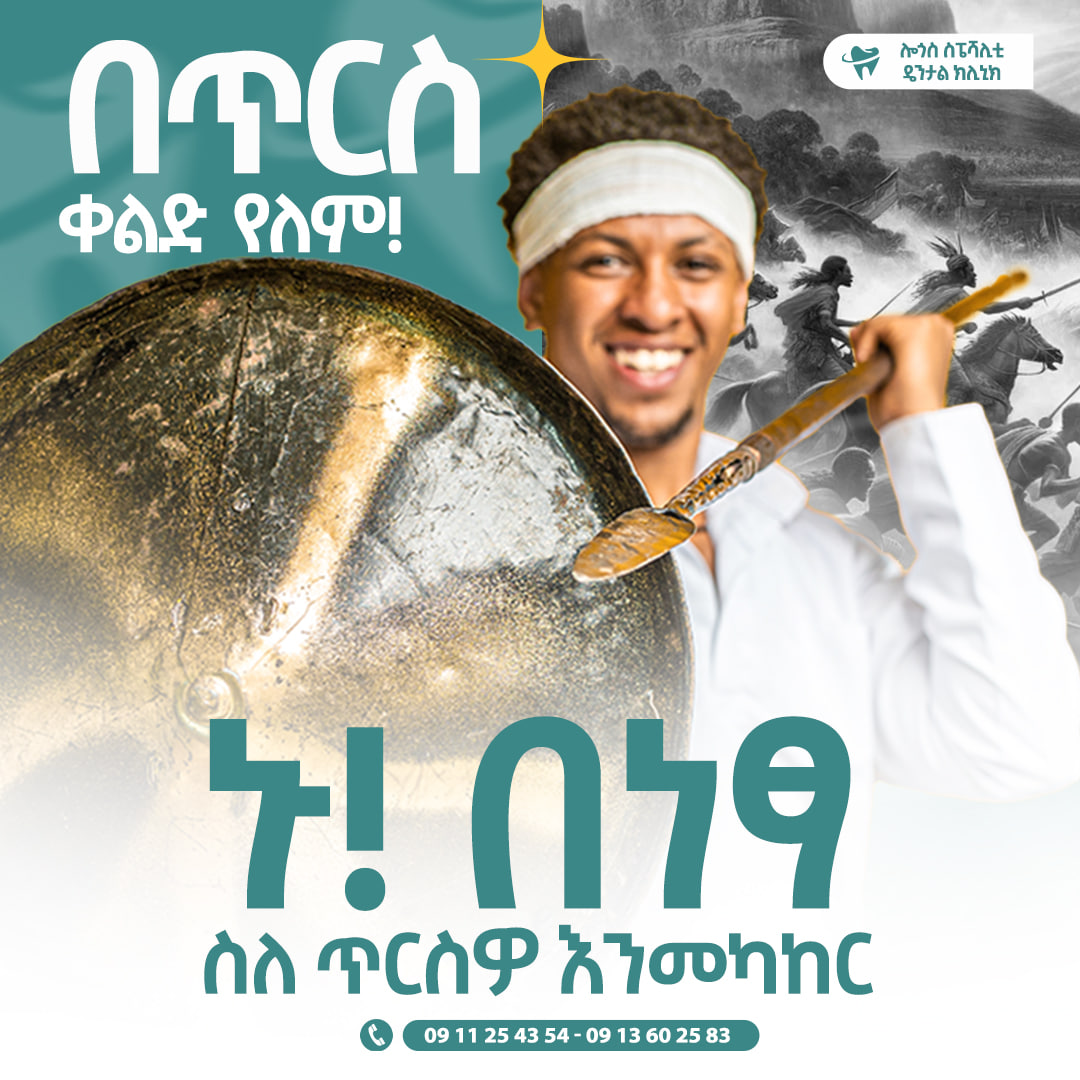 በጥርስ
ቀልድ የለም!
ሎጎስ ስፔሻሊቲ
ዴንታል ክሊኒክ
ኑ! በነፃ
ስለ ጥርስዎ እንመካከር
09 11 25 43 54 - 09 13 60 25 83